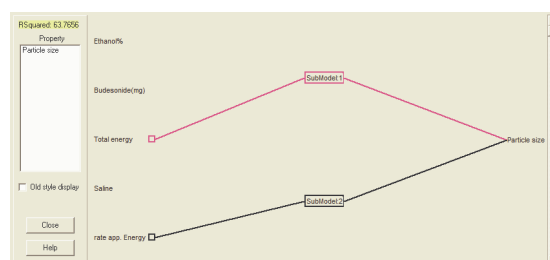 RSquared: 63.7656
Property
Particle size
Old style display
Close
Help
Ethanol%
Budesonide(mg)
Total energy
Saline
rate app. Energy
SubModel:1
SubModel:2
Particle size